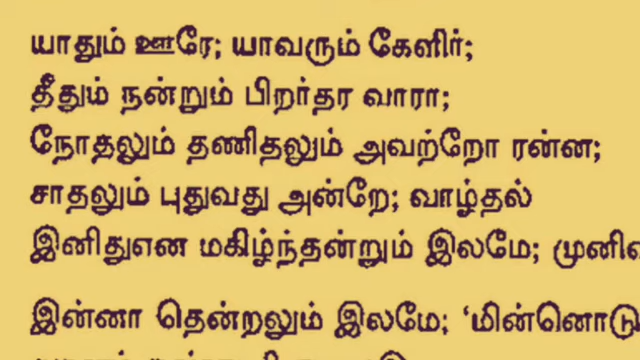 யாதும் ஊரே; யாவரும் கேளிர்;
தீதும் நன்றும் பிறர்தர வாரா;
நோதலும் தணிதலும் அவற்றோ ரன்ன;
சாதலும் புதுவது அன்றே; வாழ்தல்
இனிதுஎன மகிழ்ந்தன்றும் இலமே;
இன்னா தென்றலும் இலமே; ‘மின்னொடு